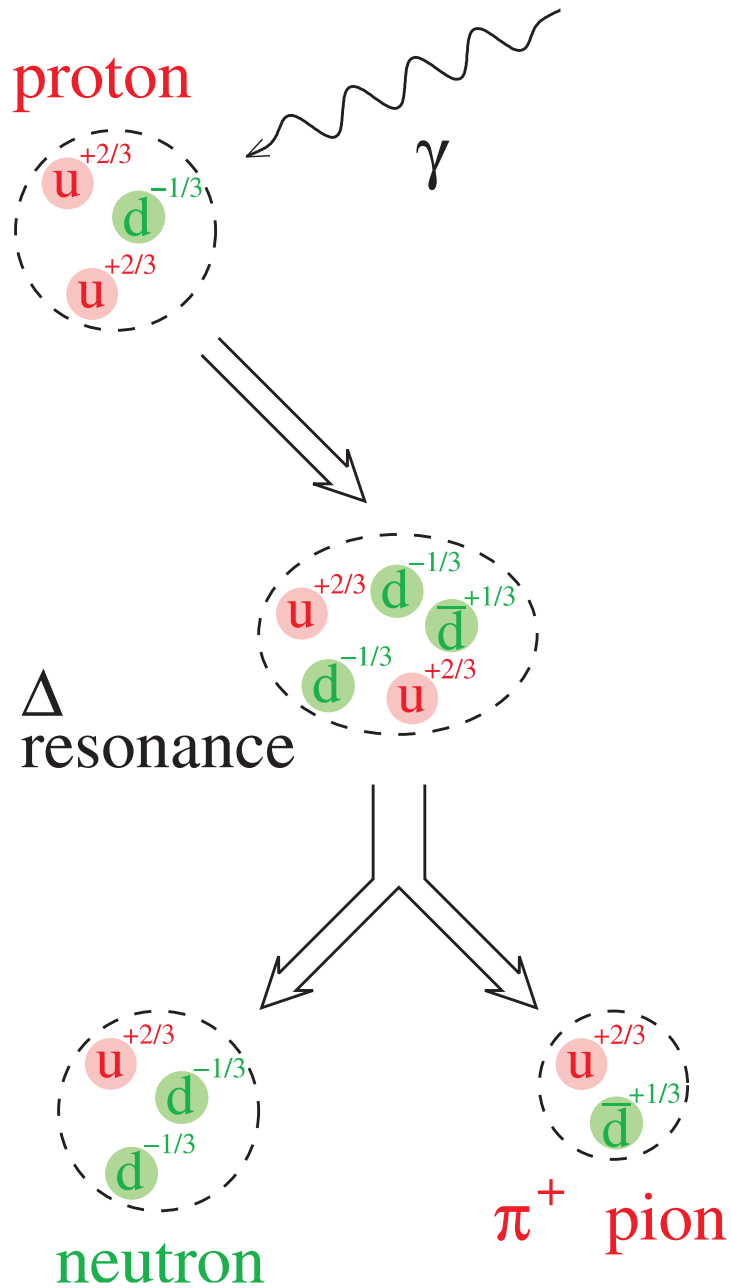 proton
γ
u+2/3
d−1/3
u+2/3
d−1/3
u+2/3
d̅+1/3
d−1/3
u+2/3
Δ
resonance
u+2/3
d−1/3
d−1/3
u+2/3
d̅+1/3
π+ pion
neutron